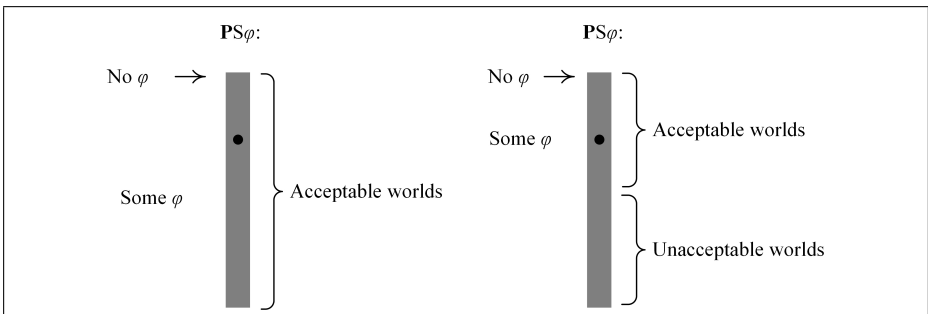 PSφ:
No φ
Some φ
Acceptable worlds
PSφ:
No φ
Some φ
Acceptable worlds
Unacceptable worlds